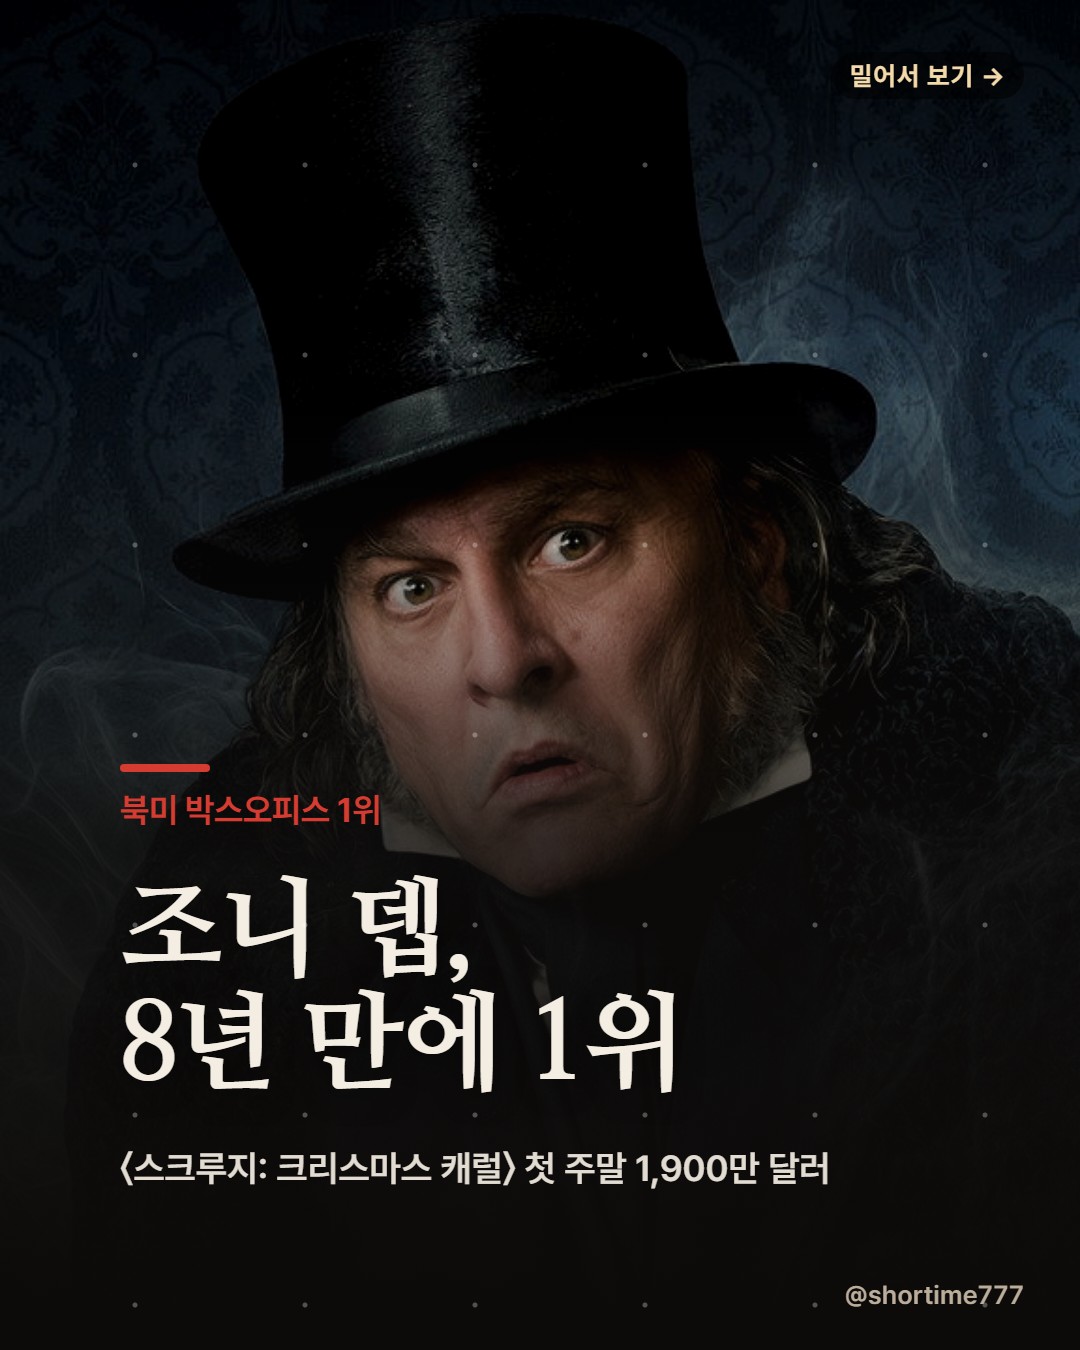 밀어서 보기 →
북미 박스오피스 1위
조니 뎁,
8년 만에 1위
〈스크루지: 크리스마스 캐럴〉 첫 주말 1,900만 달러
@shortime777